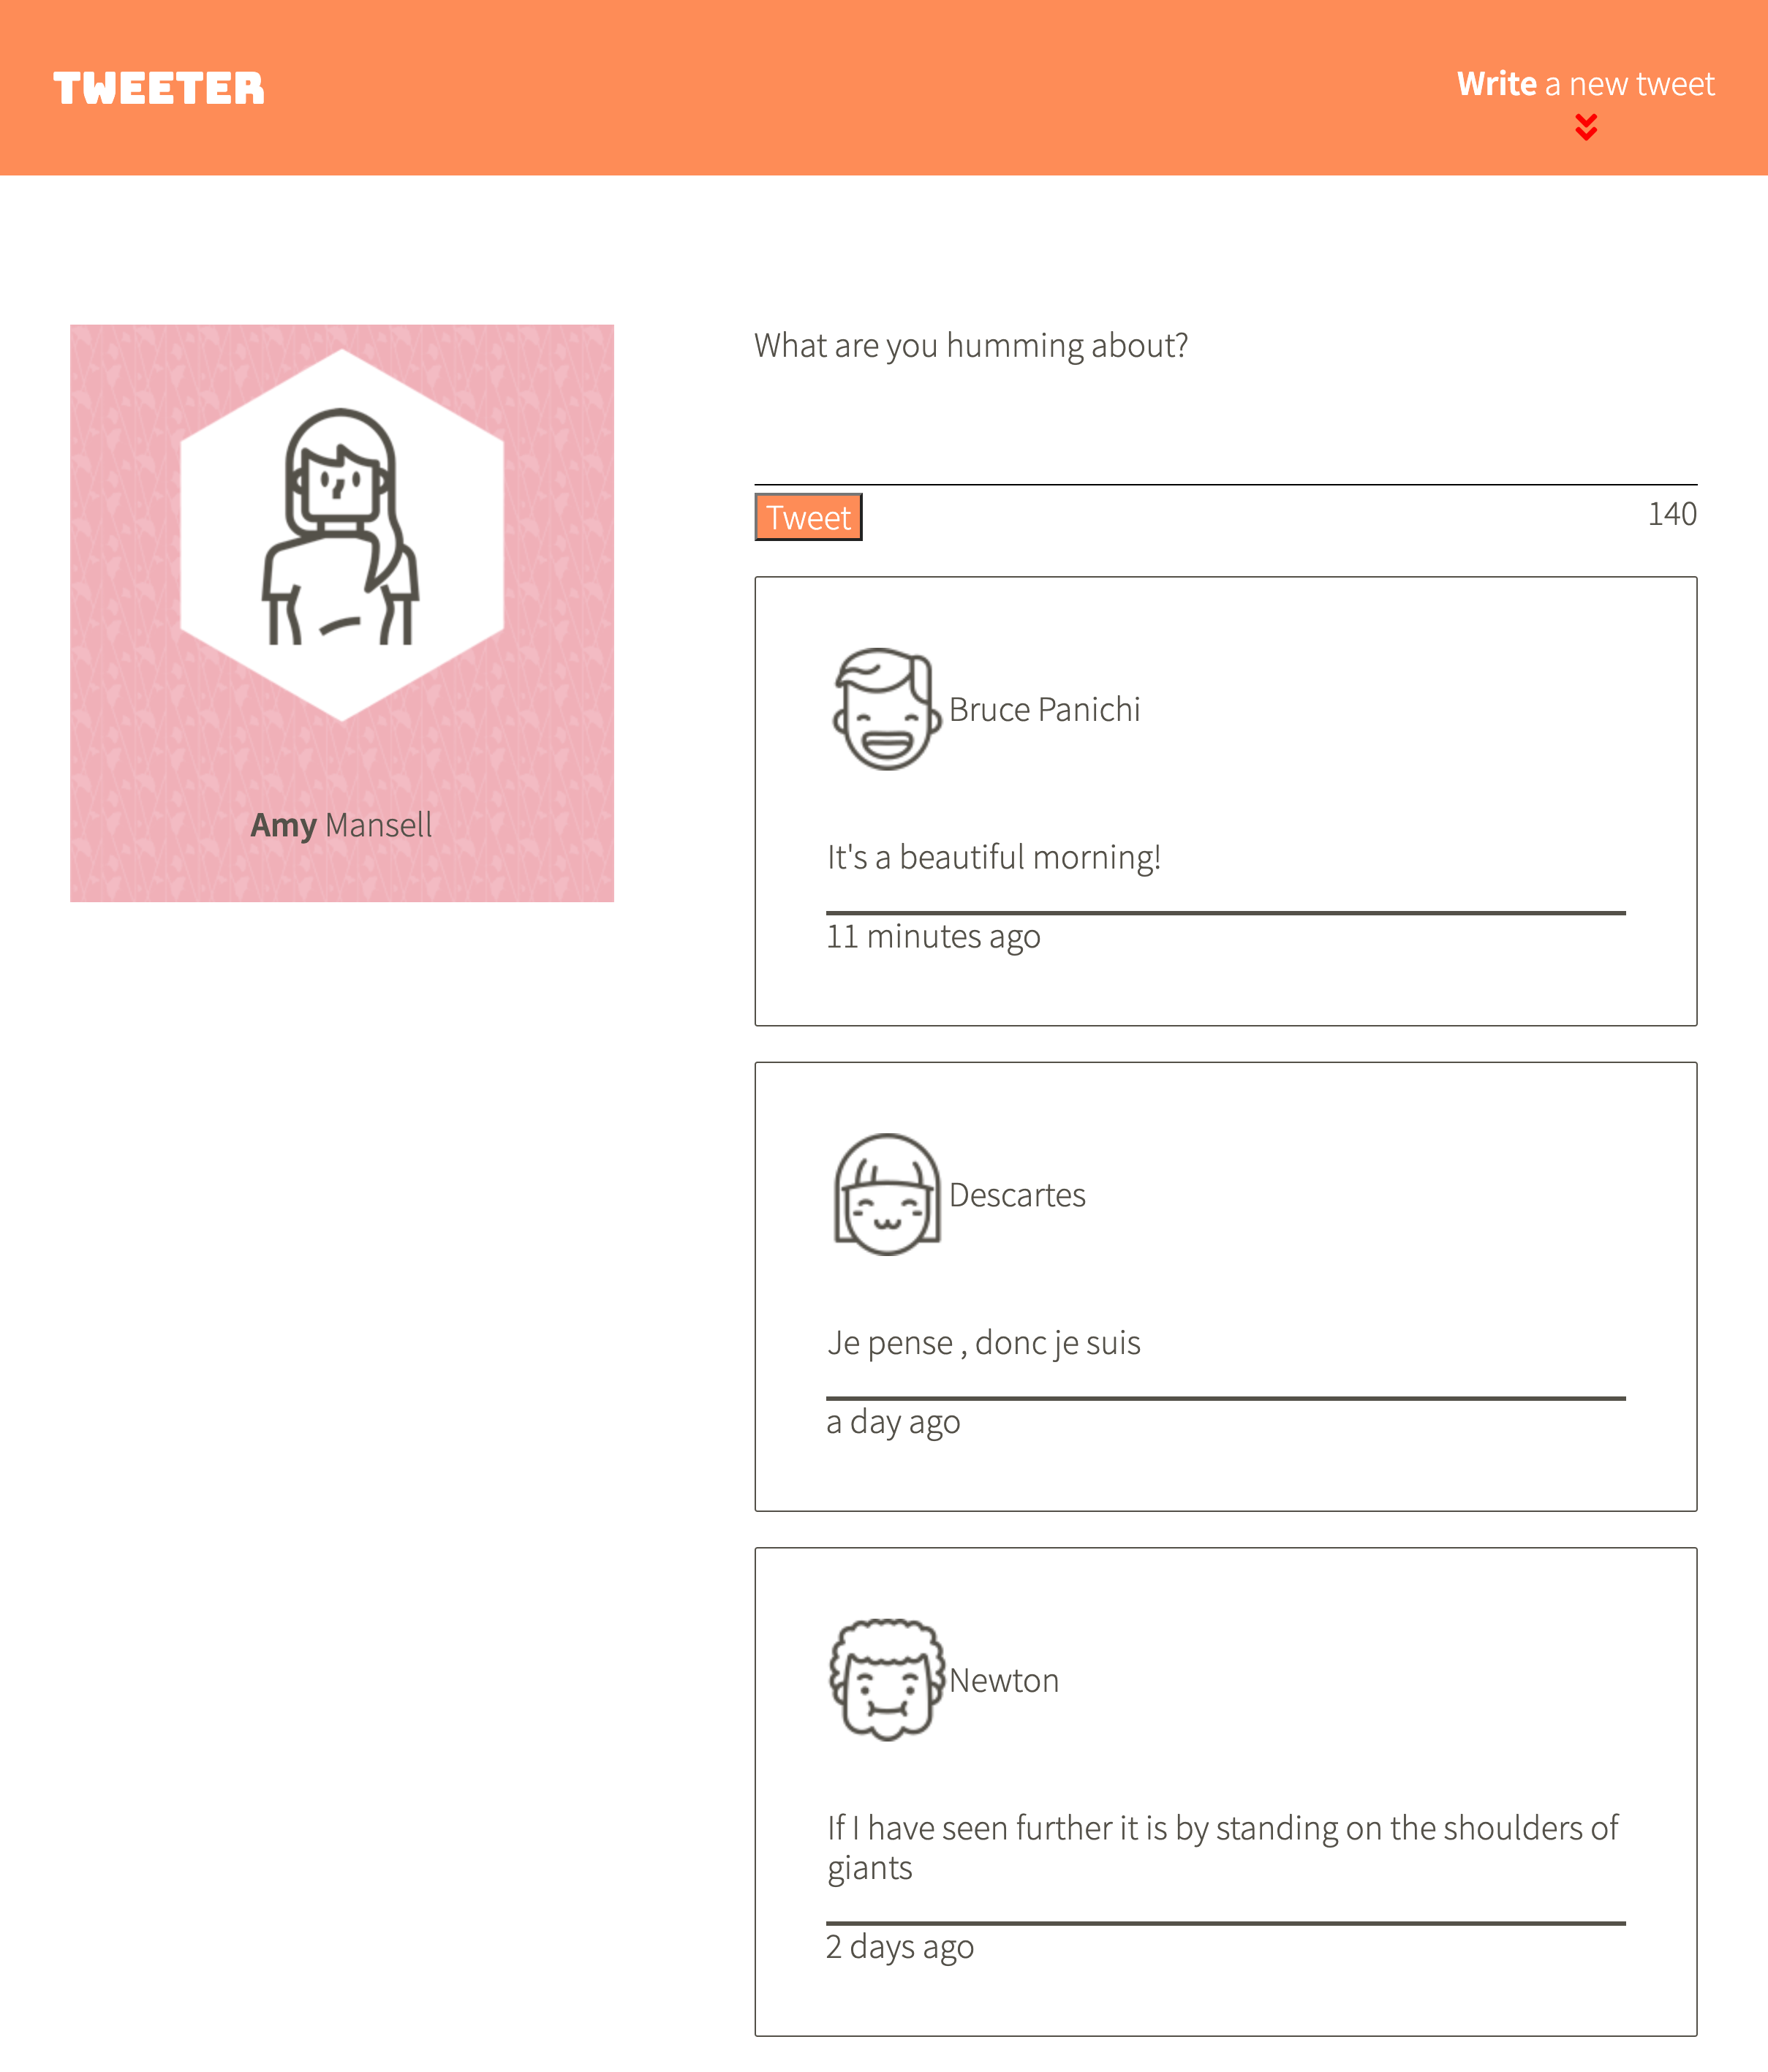 TWEETER
Write a new tweet
Amy Mansell
What are you humming about?
Tweet
140
Bruce Panichi
It's a beautiful morning!
11 minutes ago
Descartes
Je pense , donc je suis
a day ago
Newton
If I have seen further it is by standing on the shoulders of
giants
2 days ago